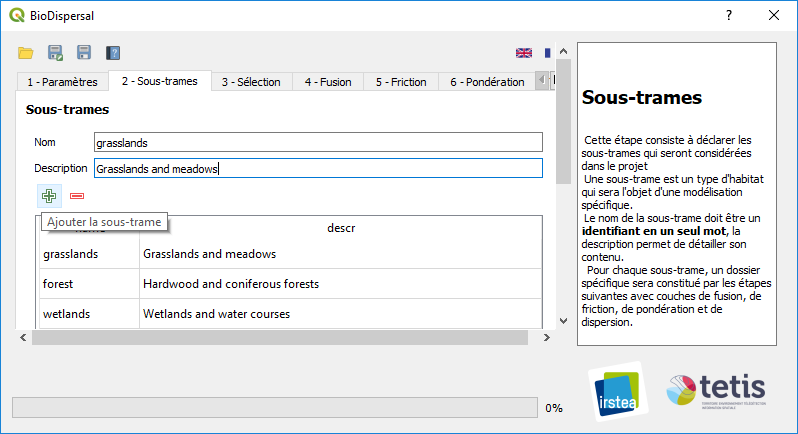 BioDispersal
?
1 - Paramètres
2 - Sous-trames
3 - Sélection
4 - Fusion
5 - Friction
6 - Pondération
Sous-trames
Nom
grasslands
Description
Grasslands and meadows
Ajouter la sous-trame
descr
grasslands
Grasslands and meadows
forest
Hardwood and coniferous forests
wetlands
Wetlands and water courses
0%
Sous-trames
Cette étape consiste à déclarer les
sous-trames qui seront considérées
dans le projet
Une sous-trame est un type d'habitat
qui sera l'objet d'une modélisation
spécifique.
Le nom de la sous-trame doit être un
identifiant en un seul mot, la
description permet de détailler son
contenu.
Pour chaque sous-trame, un dossier
spécifique sera constitué par les étapes
suivantes avec couches de fusion, de
friction, de pondération et de
dispersion.
irstea
tetis